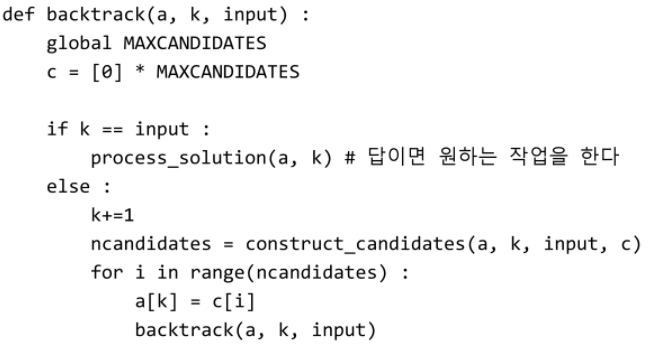 def backtrack(a, k, input) :
    global MAXCANDIDATES
    c = [0] * MAXCANDIDATES

    if k == input :
        process_solution(a, k) # 답이면 원하는 작업을 한다
    else :
        k+=1
        ncandidates = construct_candidates(a, k, input, c)
        for i in range(ncandidates) :
            a[k] = c[i]
            backtrack(a, k, input)